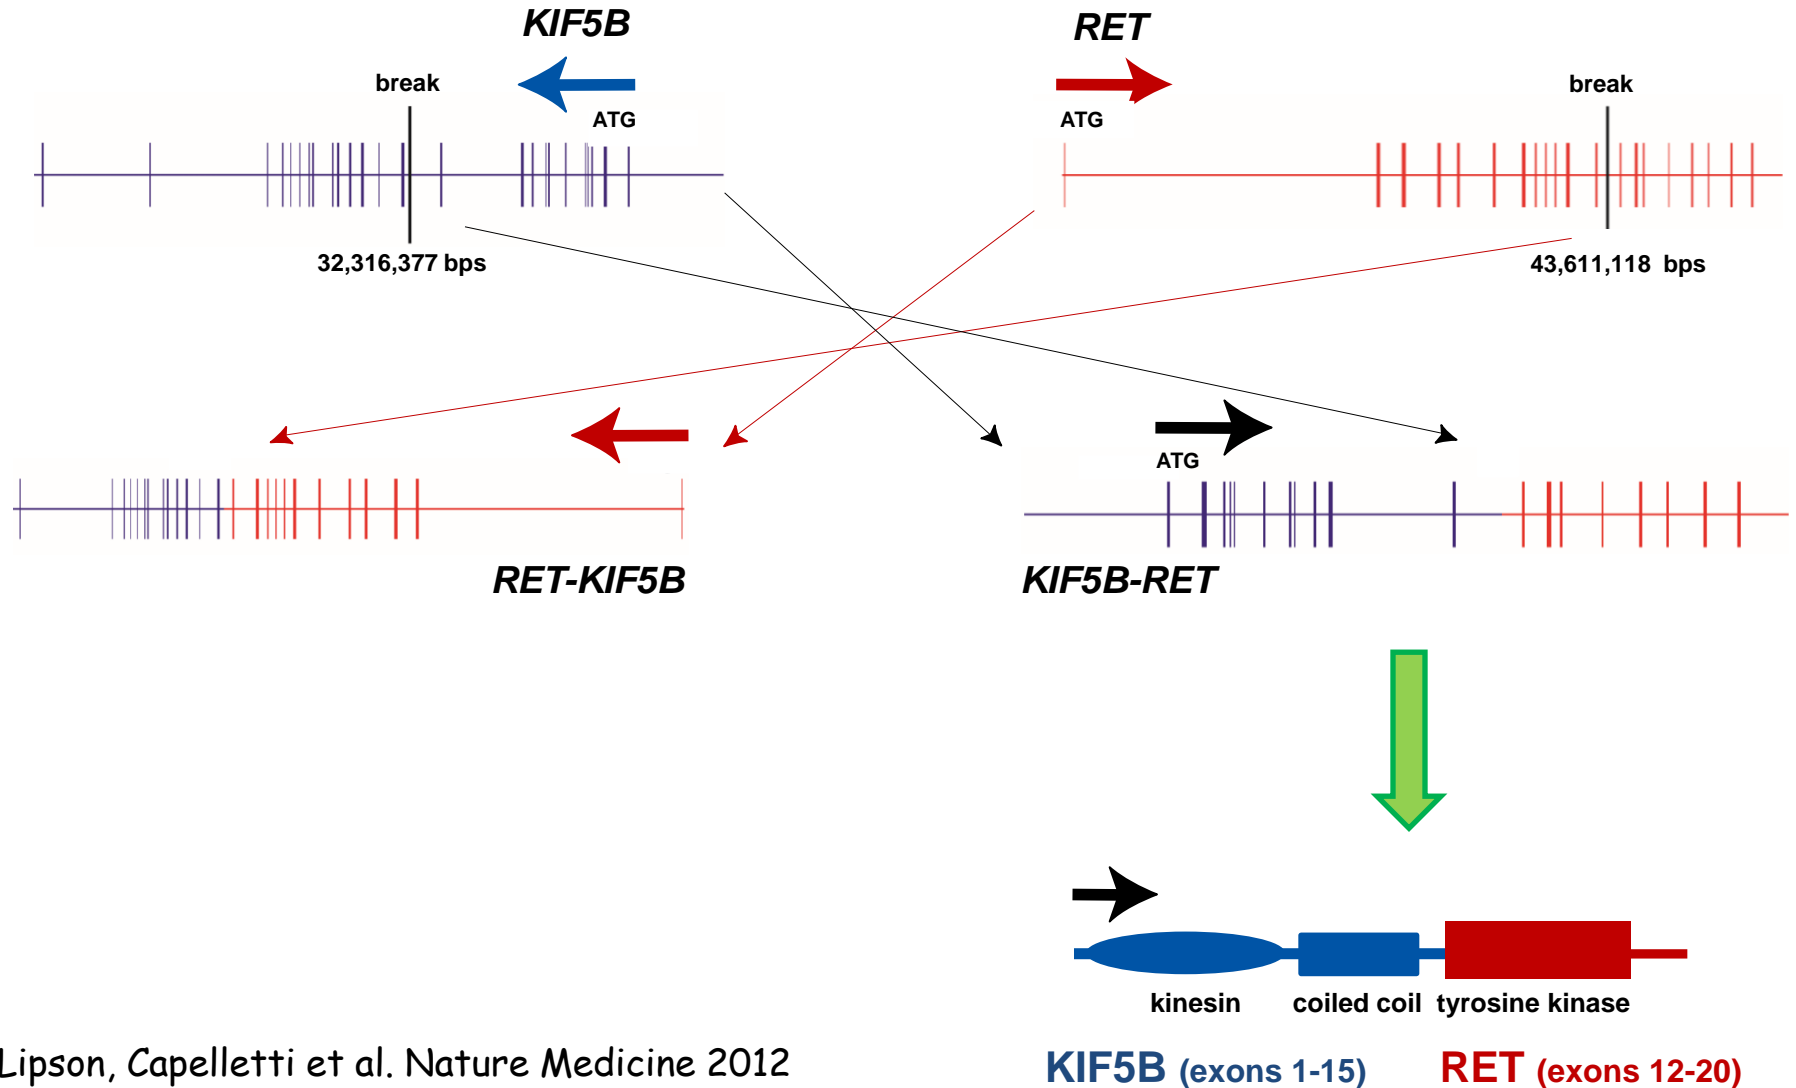 KIF5B
RET
break
break
ATG
ATG
32,316,377 bps
43,611,118 bps
ATG
RET-KIF5B
KIF5B-RET
kinesin
coiled coil
tyrosine kinase
Lipson, Capelletti et al. Nature Medicine 2012
KIF5B (exons 1-15)
RET (exons 12-20)